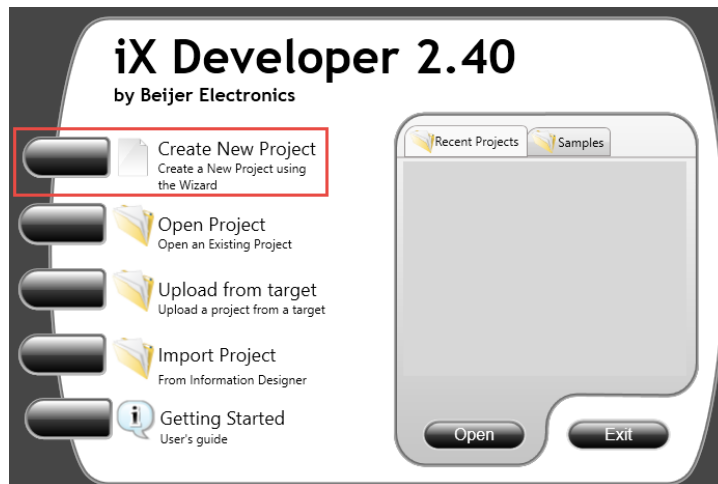 iX Developer 2.40
by Beijer Electronics
Create New Project
Create a New Project using
the Wizard
Open Project
Open an Existing Project
Upload from target
Upload a project from a target
Import Project
From Information Designer
Getting Started
User's guide
Recent Projects
Samples
Open
Exit